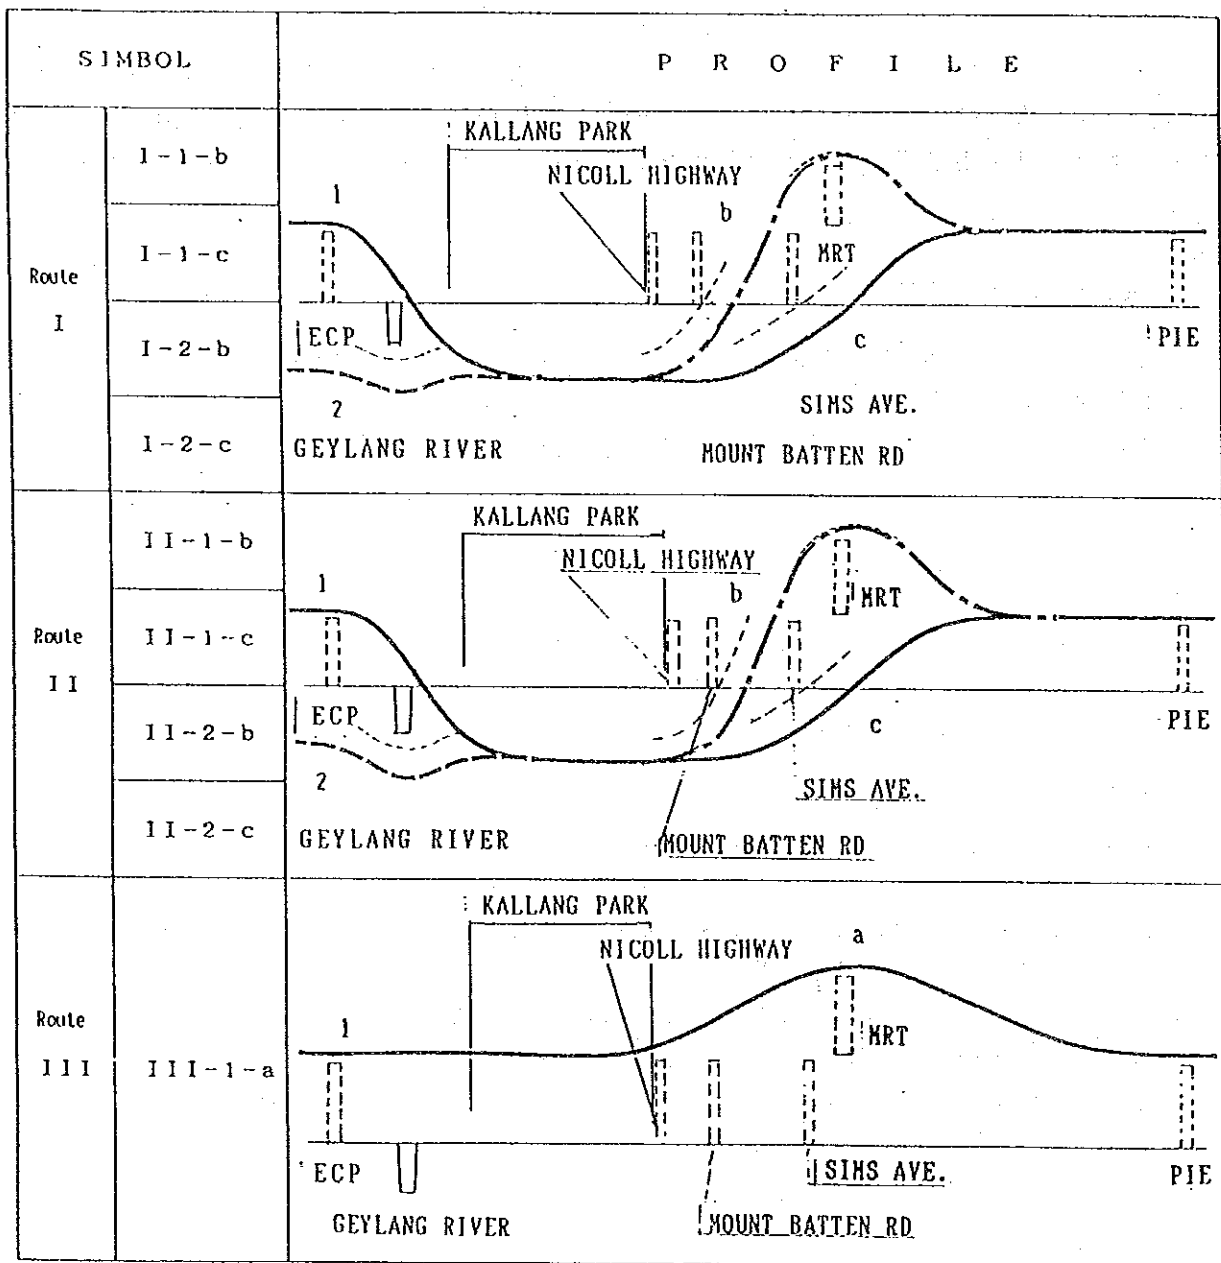 SIMBOL
P R O F I L E
Route
I
I-1-b
I-1-c
I-2-b
I-2-c
KALLANG PARK
NICOLL HIGHWAY
1
b
MRT
ECP
c
PIE
2
SIMS AVE.
GEYLANG RIVER
MOUNT BATTEN RD
Route
II
II-1-b
II-1-c
II-2-b
II-2-c
KALLANG PARK
NICOLL HIGHWAY
1
b
MRT
ECP
c
PIE
2
SIMS AVE.
GEYLANG RIVER
MOUNT BATTEN RD
Route
III
III-1-a
KALLANG PARK
NICOLL HIGHWAY
a
1
MRT
ECP
SIMS AVE.
PIE
GEYLANG RIVER
MOUNT BATTEN RD